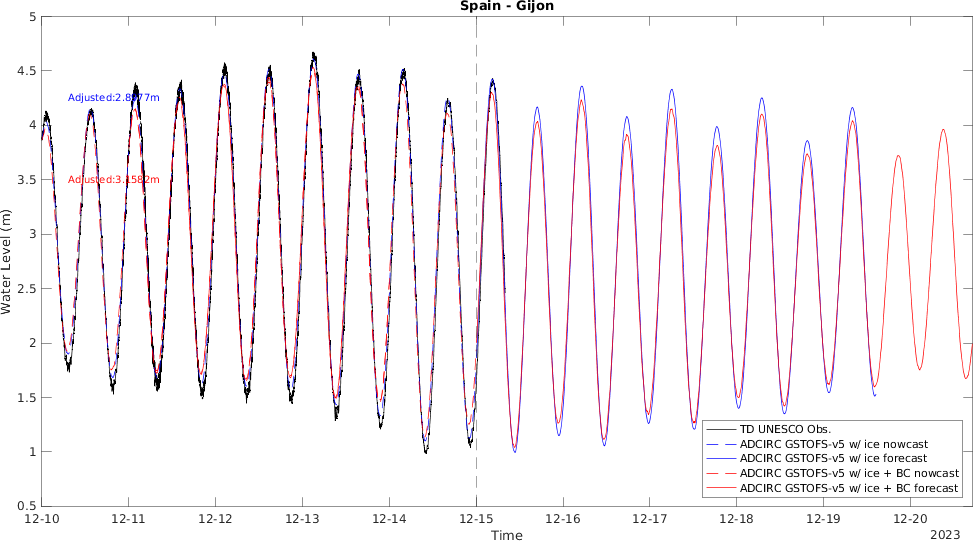 Spain - Gijon
5
4.5
4
3.5
3
2.5
2
1.5
1
0.5
Water Level (m)
Adjusted:2.8977m
Adjusted:3.1582m
TD UNESCO Obs.
ADCIRC GSTOFS-v5 w/ ice nowcast
ADCIRC GSTOFS-v5 w/ ice forecast
ADCIRC GSTOFS-v5 w/ ice + BC nowcast
ADCIRC GSTOFS-v5 w/ ice + BC forecast
12-10 12-11 12-12 12-13 12-14 12-15 12-16 12-17 12-18 12-19 12-20
Time
2023